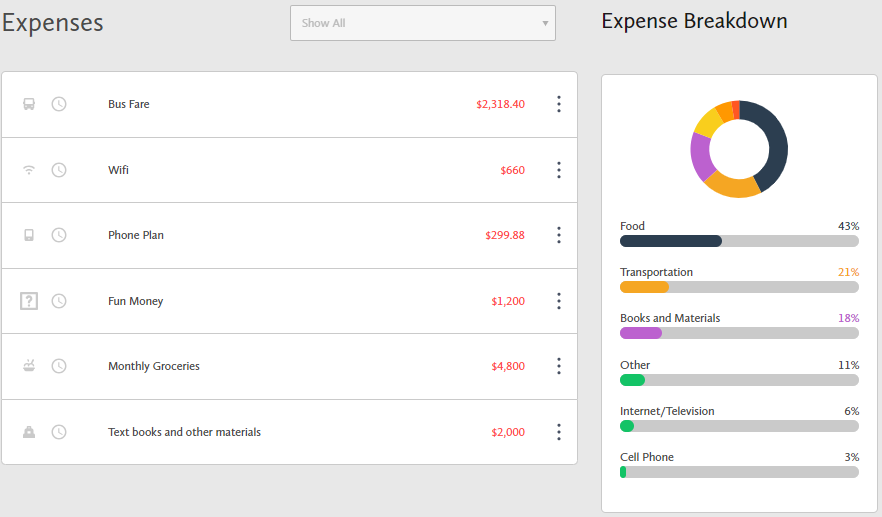 Expenses
Show All
Bus Fare $2,318.40
Wifi $660
Phone Plan $299.88
? Fun Money $1,200
Monthly Groceries $4,800
Text books and other materials $2,000
Expense Breakdown
Food 43%
Transportation 21%
Books and Materials 18%
Other 11%
Internet/Television 6%
Cell Phone 3%